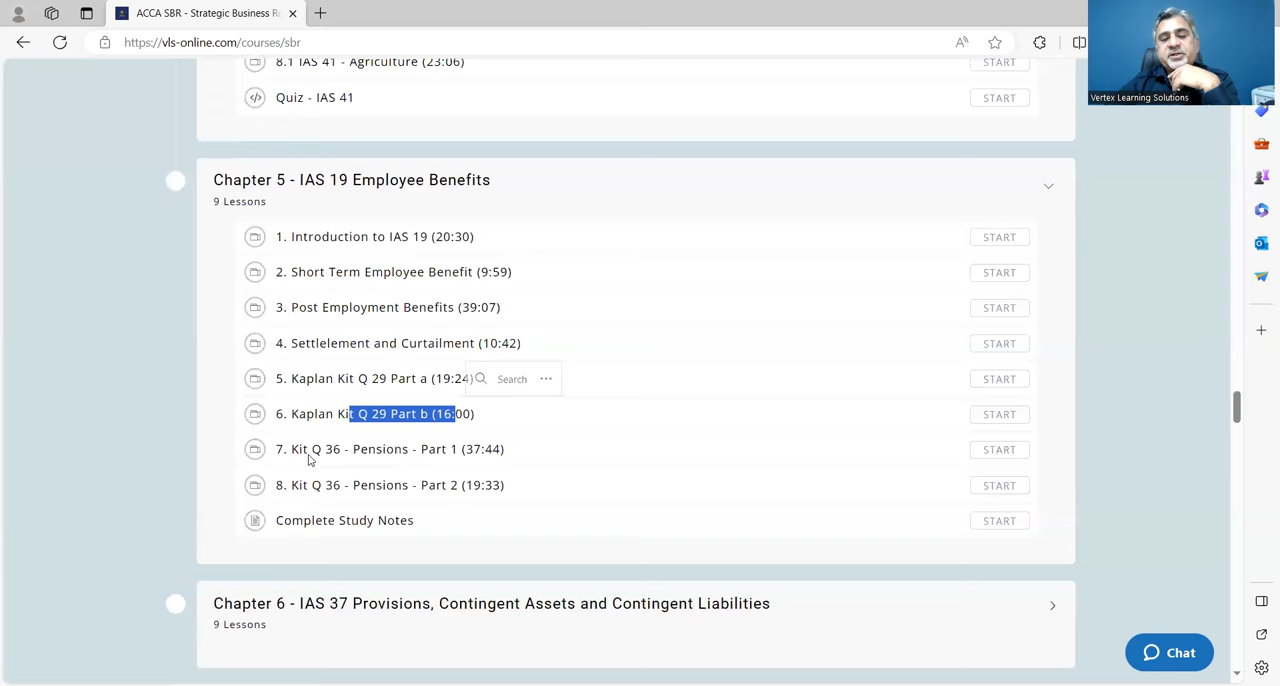 ACCA SBR - Strategic Business Re
https://vls-online.com/courses/sbr
Vertex Learning Solutions
8.1 IAS 41 - Agriculture (23:06)
START
Quiz - IAS 41
START
Chapter 5 - IAS 19 Employee Benefits
9 Lessons
1. Introduction to IAS 19 (20:30)
START
2. Short Term Employee Benefit (9:59)
START
3. Post Employment Benefits (39:07)
START
4. Settlelement and Curtailment (10:42)
START
5. Kaplan Kit Q 29 Part a (19:24)
Search
START
6. Kaplan Kit Q 29 Part b (16:00)
START
7. Kit Q 36 - Pensions - Part 1 (37:44)
START
8. Kit Q 36 - Pensions - Part 2 (19:33)
START
Complete Study Notes
START
Chapter 6 - IAS 37 Provisions, Contingent Assets and Contingent Liabilities
9 Lessons
Chat